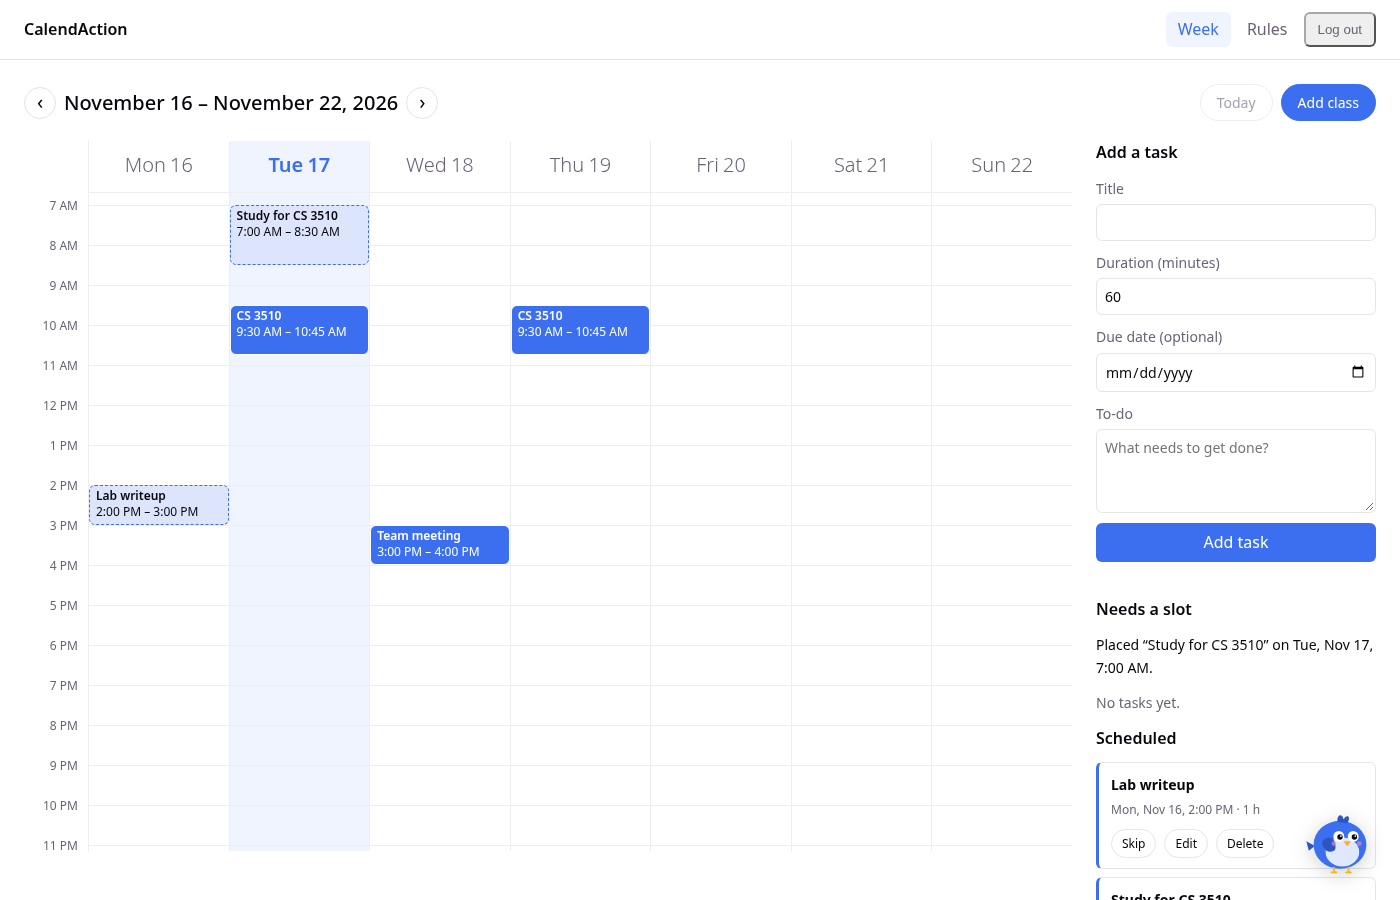 CalendAction
Week
Rules
Log out
‹
November 16 – November 22, 2026
›
Today
Add class
Mon 16
Tue 17
Wed 18
Thu 19
Fri 20
Sat 21
Sun 22
7 AM
8 AM
9 AM
10 AM
11 AM
12 PM
1 PM
2 PM
3 PM
4 PM
5 PM
6 PM
7 PM
8 PM
9 PM
10 PM
11 PM
Lab writeup
2:00 PM – 3:00 PM
Study for CS 3510
7:00 AM – 8:30 AM
CS 3510
9:30 AM – 10:45 AM
Team meeting
3:00 PM – 4:00 PM
CS 3510
9:30 AM – 10:45 AM
Add a task
Title
Duration (minutes)
60
Due date (optional)
mm/dd/yyyy
To-do
What needs to get done?
Add task
Needs a slot
Placed “Study for CS 3510” on Tue, Nov 17,
7:00 AM.
No tasks yet.
Scheduled
Lab writeup
Mon, Nov 16, 2:00 PM · 1 h
Skip
Edit
Delete
Study for CS 3510